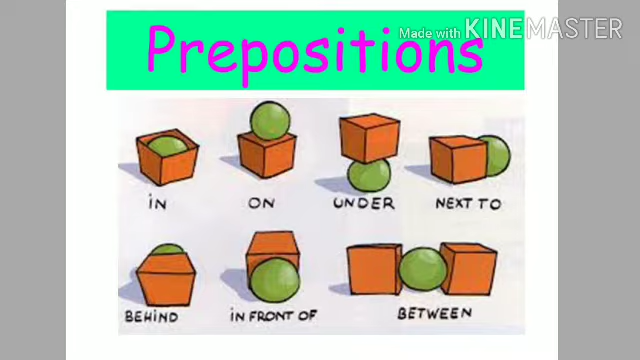 Made with KINEMASTER
Prepositions
IN ON UNDER NEXT TO
BEHIND IN FRONT OF BETWEEN